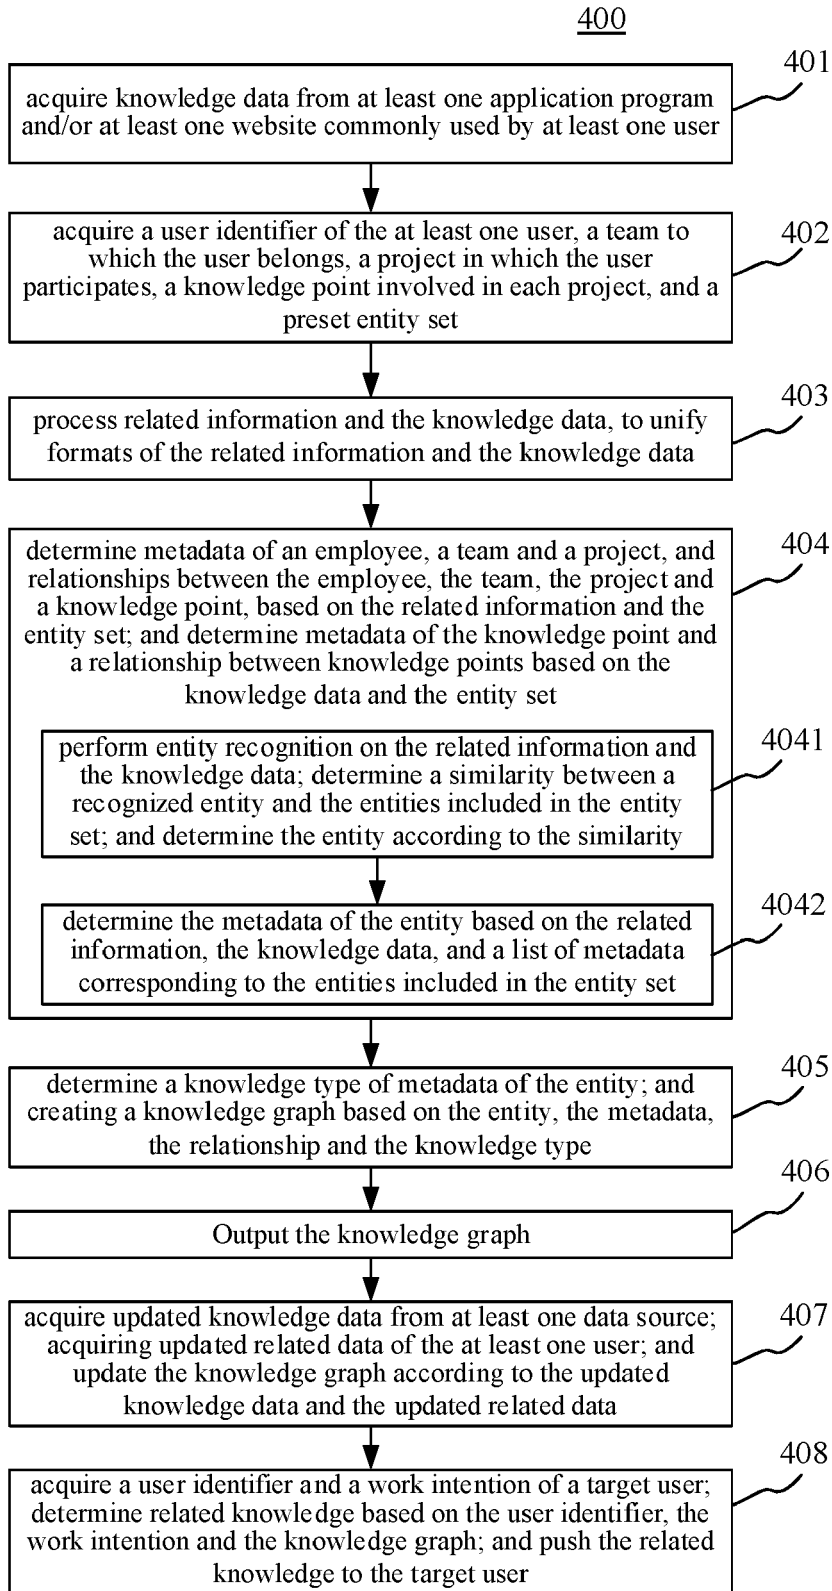 400
401
acquire knowledge data from at least one application program
and/or at least one website commonly used by at least one user
402
acquire a user identifier of the at least one user, a team to
which the user belongs, a project in which the user
participates, a knowledge point involved in each project, and a
preset entity set
403
process related information and the knowledge data, to unify
formats of the related information and the knowledge data
404
determine metadata of an employee, a team and a project, and
relationships between the employee, the team, the project and
a knowledge point, based on the related information and the
entity set; and determine metadata of the knowledge point and
a relationship between knowledge points based on the
knowledge data and the entity set
4041
perform entity recognition on the related information and
the knowledge data; determine a similarity between a
recognized entity and the entities included in the entity
set; and determine the entity according to the similarity
4042
determine the metadata of the entity based on the related
information, the knowledge data, and a list of metadata
corresponding to the entities included in the entity set
405
determine a knowledge type of metadata of the entity; and
creating a knowledge graph based on the entity, the metadata,
the relationship and the knowledge type
406
Output the knowledge graph
407
acquire updated knowledge data from at least one data source;
acquiring updated related data of the at least one user; and
update the knowledge graph according to the updated
knowledge data and the updated related data
408
acquire a user identifier and a work intention of a target user;
determine related knowledge based on the user identifier, the
work intention and the knowledge graph; and push the related
knowledge to the target user